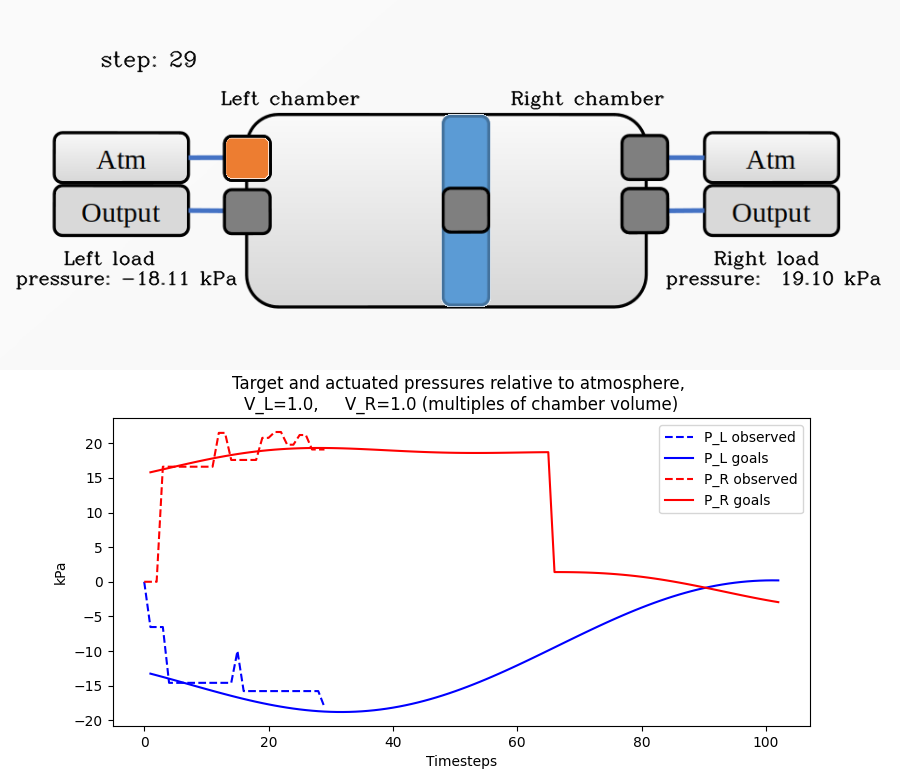 step: 29
Left chamber
Right chamber
Atm
Atm
Output
Output
Left load
pressure: −18.11 kPa
Right load
pressure: 19.10 kPa
Target and actuated pressures relative to atmosphere,
V_L=1.0, V_R=1.0 (multiples of chamber volume)
20
15
10
5
0
−5
−10
−15
−20
kPa
P_L observed
P_L goals
P_R observed
P_R goals
0 20 40 60 80 100
Timesteps